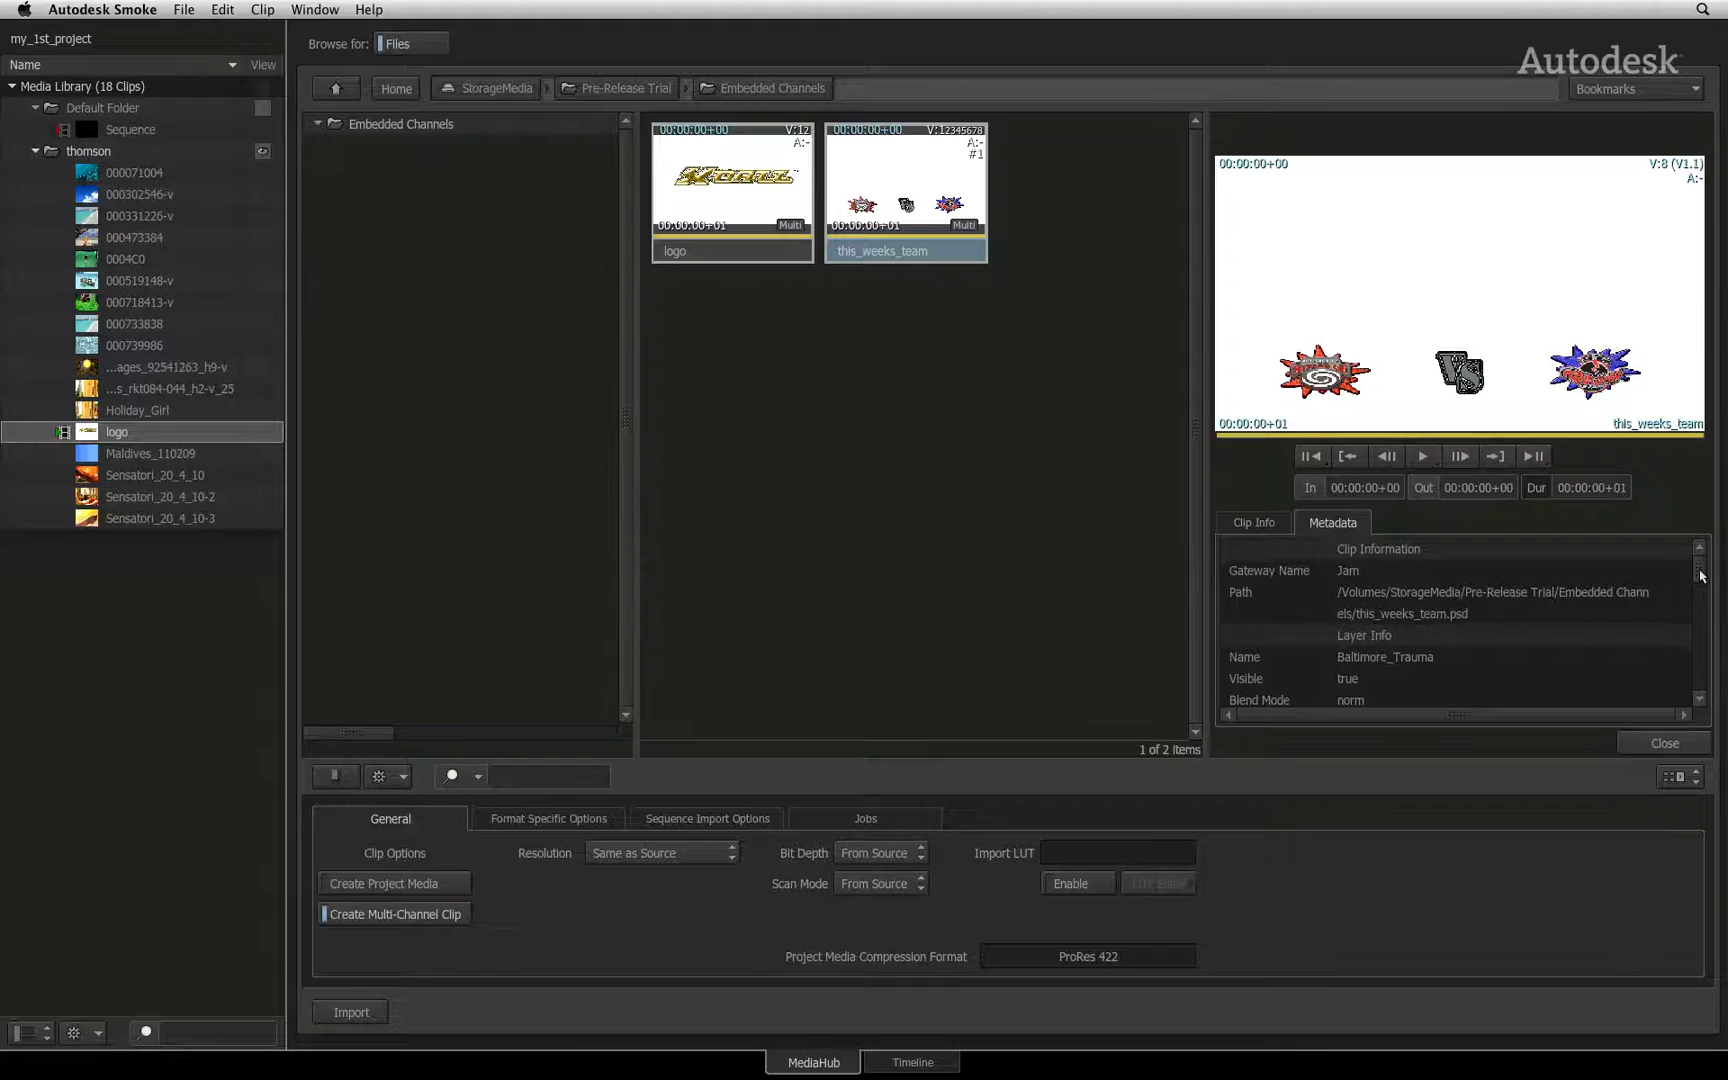 Autodesk Smoke File Edit Clip Window Help
my_1st_project
Name View
Media Library (18 Clips)
Default Folder
Sequence
thomson
000071004
000302546-v
000331226-v
000473384
0004C0
000519148-v
000718413-v
000733838
000739986
...ages_92541263_h9-v
...s_rkt084-044_h2-v_25
Holiday_Girl
logo
Maldives_110209
Sensatori_20_4_10
Sensatori_20_4_10-2
Sensatori_20_4_10-3
Browse for: Files
Autodesk
Home StorageMedia Pre-Release Trial Embedded Channels
Bookmarks
Embedded Channels
00:00:00+00 V:12
A:-
00:00:00+01 Multi
logo
00:00:00+00 V:12345678
A:-
#1
VS
00:00:00+01 Multi
this_weeks_team
1 of 2 items
00:00:00+00 V:8 (V1.1)
A:-
VS
00:00:00+01 this_weeks_team
In 00:00:00+00 Out 00:00:00+00 Dur 00:00:00+01
Clip Info Metadata
Clip Information
Gateway Name Jam
Path /Volumes/StorageMedia/Pre-Release Trial/Embedded Chann
els/this_weeks_team.psd
Layer Info
Name Baltimore_Trauma
Visible true
Blend Mode norm
Close
General Format Specific Options Sequence Import Options Jobs
Clip Options Resolution Same as Source Bit Depth From Source Import LUT
Create Project Media Scan Mode From Source Enable
Create Multi-Channel Clip
Project Media Compression Format ProRes 422
Import
MediaHub Timeline